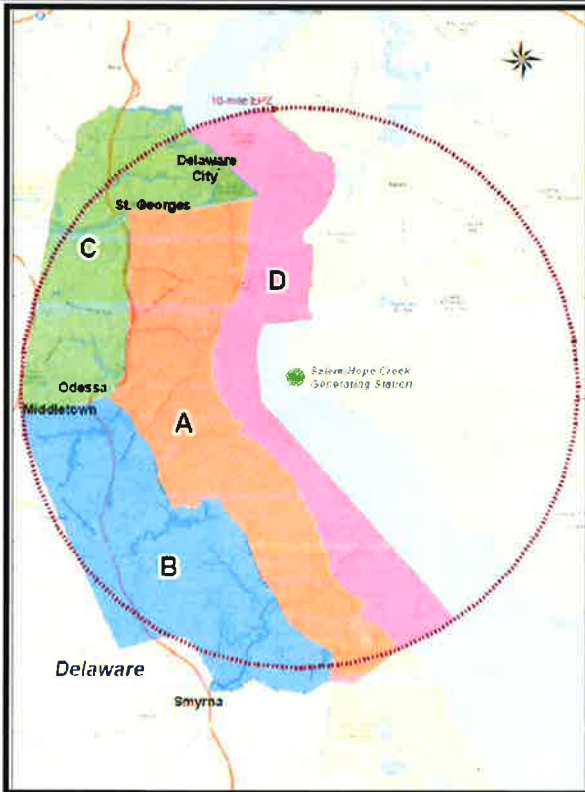 10-mile EPZ
Delaware
City
St. Georges
C
D
Salem/Hope Creek
Generating Station
Odessa
Middletown
A
B
Delaware
Smyrna